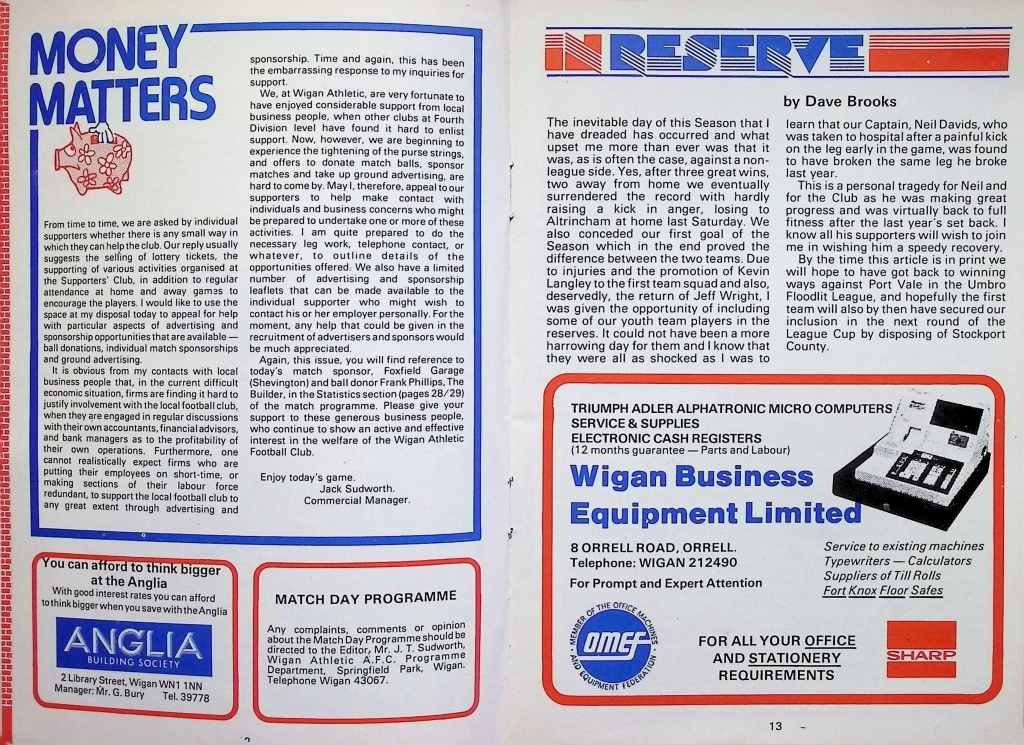 MONEY
MATTERS
From time to time, we are asked by individual
supporters whether there is any small way in
which they can help the club. Our reply usually
suggests the selling of lottery tickets, the
supporting of various activities organised at
the Supporters' Club, in addition to regular
attendance at home and away games to
encourage the players. I would like to use the
space at my disposal today to appeal for help
with particular aspects of advertising and
sponsorship opportunities that are available —
ball donations, individual match sponsorships
and ground advertising.
It is obvious from my contacts with local
business people that, in the current difficult
economic situation, firms are finding it hard to
justify involvement with the local football club,
when they are engaged in regular discussions
with their own accountants, financial advisors,
and bank managers as to the profitability of
their own operations. Furthermore, one
cannot realistically expect firms who are
putting their employees on short-time, or
making sections of their labour force
redundant, to support the local football club to
any great extent through advertising and
sponsorship. Time and again, this has been
the embarrassing response to my inquiries for
support.
We, at Wigan Athletic, are very fortunate to
have enjoyed considerable support from local
business people, when other clubs at Fourth
Division level have found it hard to enlist
support. Now, however, we are beginning to
experience the tightening of the purse strings,
and offers to donate match balls, sponsor
matches and take up ground advertising, are
hard to come by. May I, therefore, appeal to our
supporters to help make contact with
individuals and business concerns who might
be prepared to undertake one or more of these
activities. I am quite prepared to do the
necessary leg work, telephone contact, or
whatever, to outline details of the
opportunities offered. We also have a limited
number of advertising and sponsorship
leaflets that can be made available to the
individual supporter who might wish to
contact his or her employer personally. For the
moment, any help that could be given in the
recruitment of advertisers and sponsors would
be much appreciated.
Again, this issue, you will find reference to
today's match sponsor, Foxfield Garage
(Shevington) and ball donor Frank Phillips, The
Builder, in the Statistics section (pages 28/29)
of the match programme. Please give your
support to these generous business people,
who continue to show an active and effective
interest in the welfare of the Wigan Athletic
Football Club.
Enjoy today's game.
Jack Sudworth.
Commercial Manager.
You can afford to think bigger
at the Anglia
With good interest rates you can afford
to think bigger when you save with the Anglia
ANGLIA
BUILDING SOCIETY
2 Library Street, Wigan WN1 1NN
Manager: Mr. G. Bury Tel. 39778
MATCH DAY PROGRAMME
Any complaints, comments or opinion
about the Match Day Programme should be
directed to the Editor, Mr. J. T. Sudworth,
Wigan Athletic A.F.C. Programme
Department, Springfield Park, Wigan.
Telephone Wigan 43067.
2
IN RESERVE
by Dave Brooks
The inevitable day of this Season that I
have dreaded has occurred and what
upset me more than ever was that it
was, as is often the case, against a non-
league side. Yes, after three great wins,
two away from home we eventually
surrendered the record with hardly
raising a kick in anger, losing to
Altrincham at home last Saturday. We
also conceded our first goal of the
Season which in the end proved the
difference between the two teams. Due
to injuries and the promotion of Kevin
Langley to the first team squad and also,
deservedly, the return of Jeff Wright, I
was given the opportunity of including
some of our youth team players in the
reserves. It could not have been a more
harrowing day for them and I know that
they were all as shocked as I was to
learn that our Captain, Neil Davids, who
was taken to hospital after a painful kick
on the leg early in the game, was found
to have broken the same leg he broke
last year.
This is a personal tragedy for Neil and
for the Club as he was making great
progress and was virtually back to full
fitness after the last year's set back. I
know all his supporters will wish to join
me in wishing him a speedy recovery.
By the time this article is in print we
will hope to have got back to winning
ways against Port Vale in the Umbro
Floodlit League, and hopefully the first
team will also by then have secured our
inclusion in the next round of the
League Cup by disposing of Stockport
County.
TRIUMPH ADLER ALPHATRONIC MICRO COMPUTERS
SERVICE & SUPPLIES
ELECTRONIC CASH REGISTERS
(12 months guarantee — Parts and Labour)
Wigan Business
Equipment Limited
8 ORRELL ROAD, ORRELL.
Telephone: WIGAN 212490
For Prompt and Expert Attention
Service to existing machines
Typewriters — Calculators
Suppliers of Till Rolls
Fort Knox Floor Safes
MEMBER OF THE OFFICE MACHINES
OMEF
AND EQUIPMENT FEDERATION
FOR ALL YOUR OFFICE
AND STATIONERY
REQUIREMENTS
SHARP
13